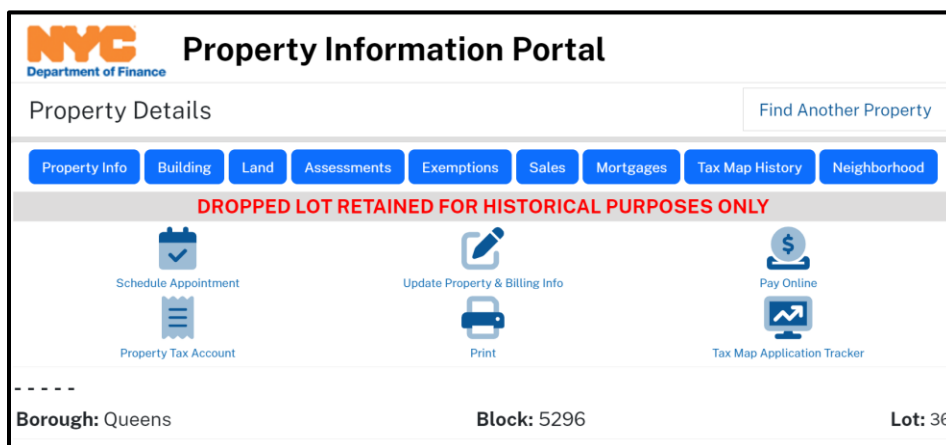 NYC
Department of Finance
Property Information Portal
Property Details
Find Another Property
Property Info Building Land Assessments Exemptions Sales Mortgages Tax Map History Neighborhood
DROPPED LOT RETAINED FOR HISTORICAL PURPOSES ONLY
Schedule Appointment Update Property & Billing Info Pay Online
Property Tax Account Print Tax Map Application Tracker
- - - - -
Borough: Queens Block: 5296 Lot: 36